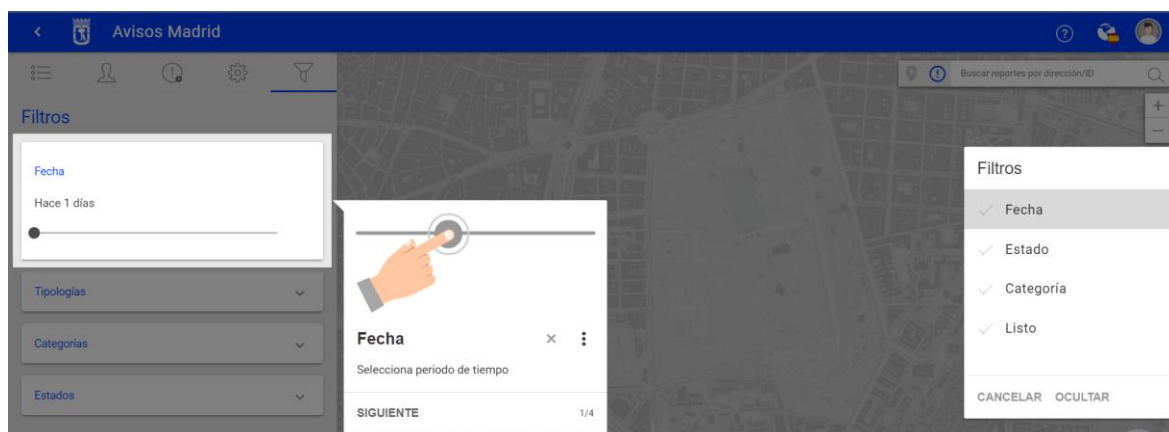 Avisos Madrid
Buscar reportes por dirección/ID
Filtros
Fecha
Hace 1 días
Tipologías
Categorías
Estados
Fecha
Selecciona periodo de tiempo
SIGUIENTE 1/4
Filtros
Fecha
Estado
Categoría
Listo
CANCELAR OCULTAR